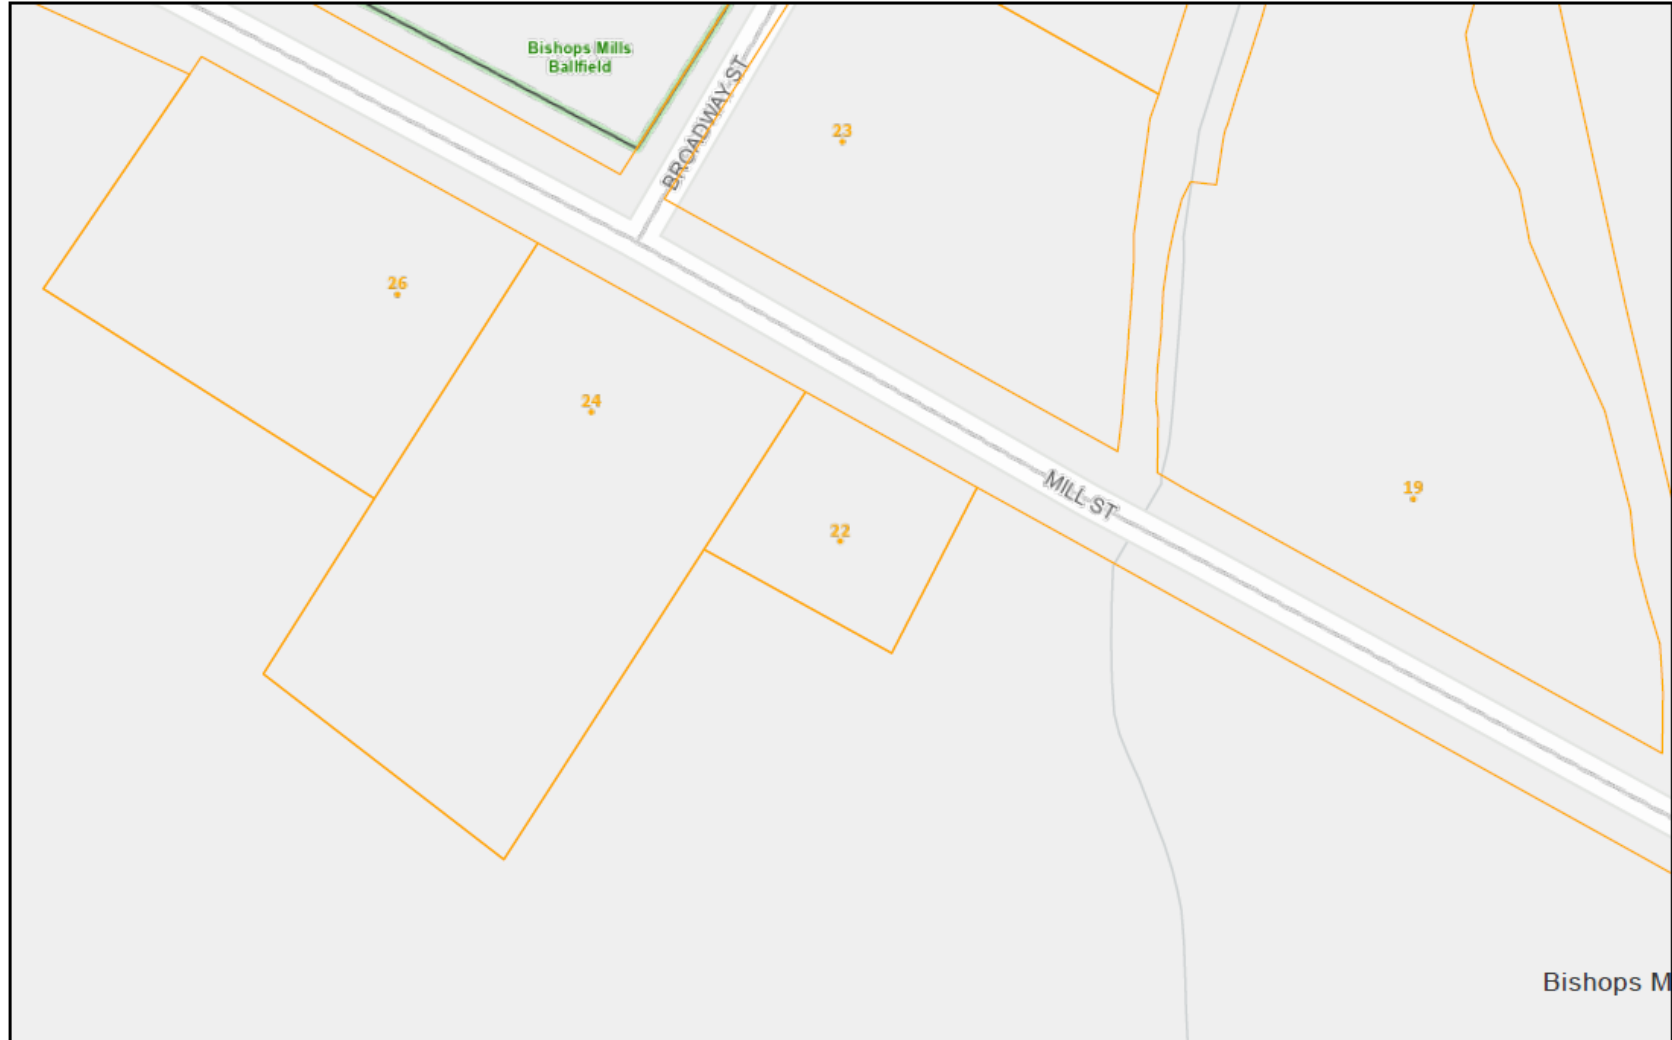 Bishops Mills
Ballfield
BROADWAY ST
23
26
24
MILL ST
19
22
Bishops M